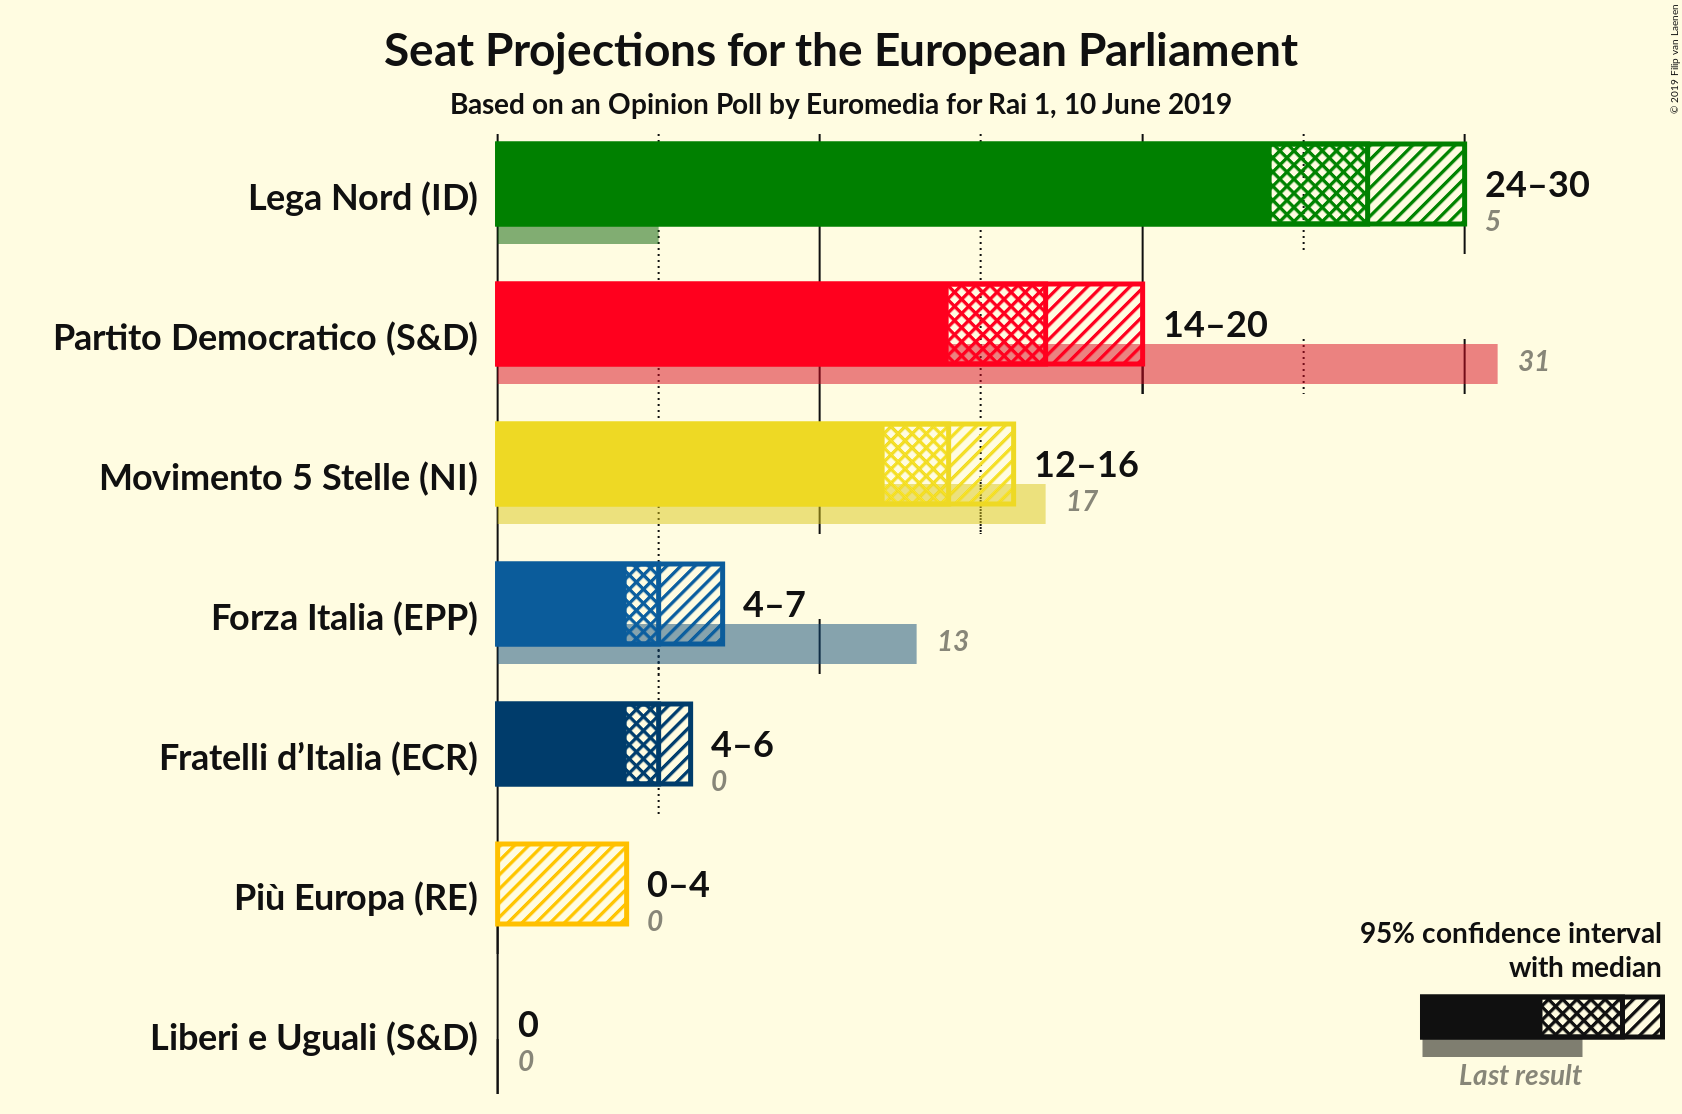 Seat Projections for the European Parliament
Based on an Opinion Poll by Euromedia for Rai 1, 10 June 2019
© 2019 Filip van Laenen
Lega Nord (ID)
24–30
5
Partito Democratico (S&D)
14–20
31
Movimento 5 Stelle (NI)
12–16
17
Forza Italia (EPP)
4–7
13
Fratelli d’Italia (ECR)
4–6
0
Più Europa (RE)
0–4
0
Liberi e Uguali (S&D)
0
0
95% confidence interval
with median
Last result